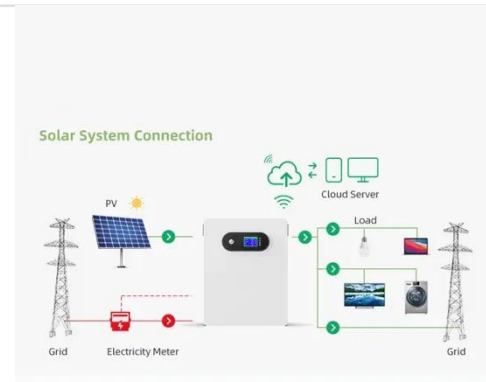 Solar System Connection
Cloud Server
PV
Load
Grid
Electricity Meter
Grid